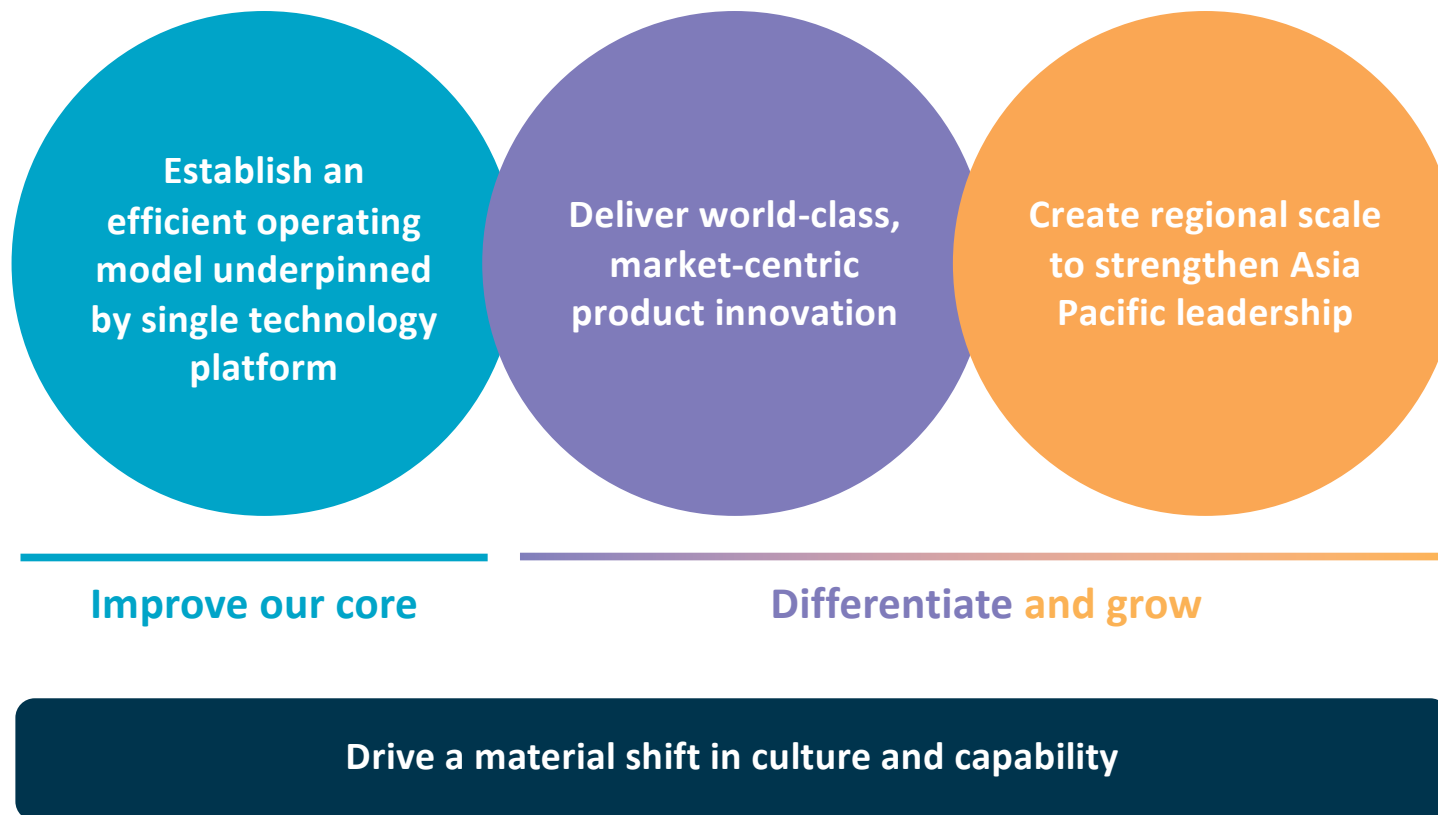 Establish an
efficient operating
model underpinned
by single technology
platform
Deliver world-class,
market-centric
product innovation
Create regional scale
to strengthen Asia
Pacific leadership
Improve our core
Differentiate and grow
Drive a material shift in culture and capability